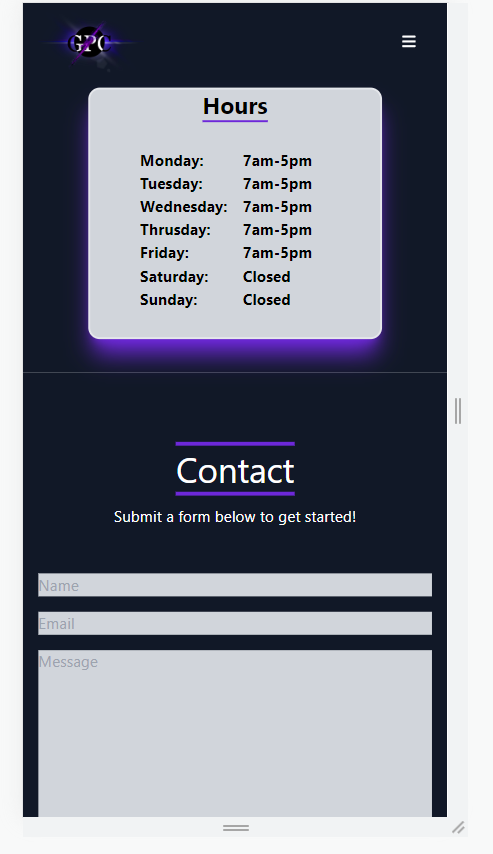 GPC
Hours
Monday: 7am-5pm
Tuesday: 7am-5pm
Wednesday: 7am-5pm
Thrusday: 7am-5pm
Friday: 7am-5pm
Saturday: Closed
Sunday: Closed
Contact
Submit a form below to get started!
Name
Email
Message